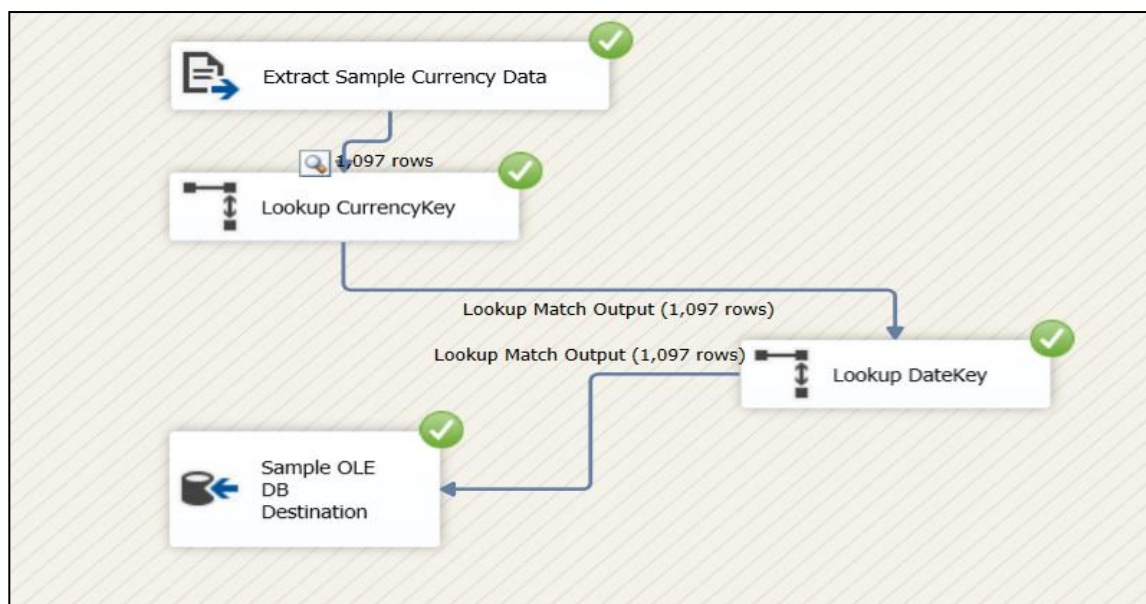 Extract Sample Currency Data
1,097 rows
Lookup CurrencyKey
Lookup Match Output (1,097 rows)
Lookup Match Output (1,097 rows)
Lookup DateKey
Sample OLE
DB
Destination